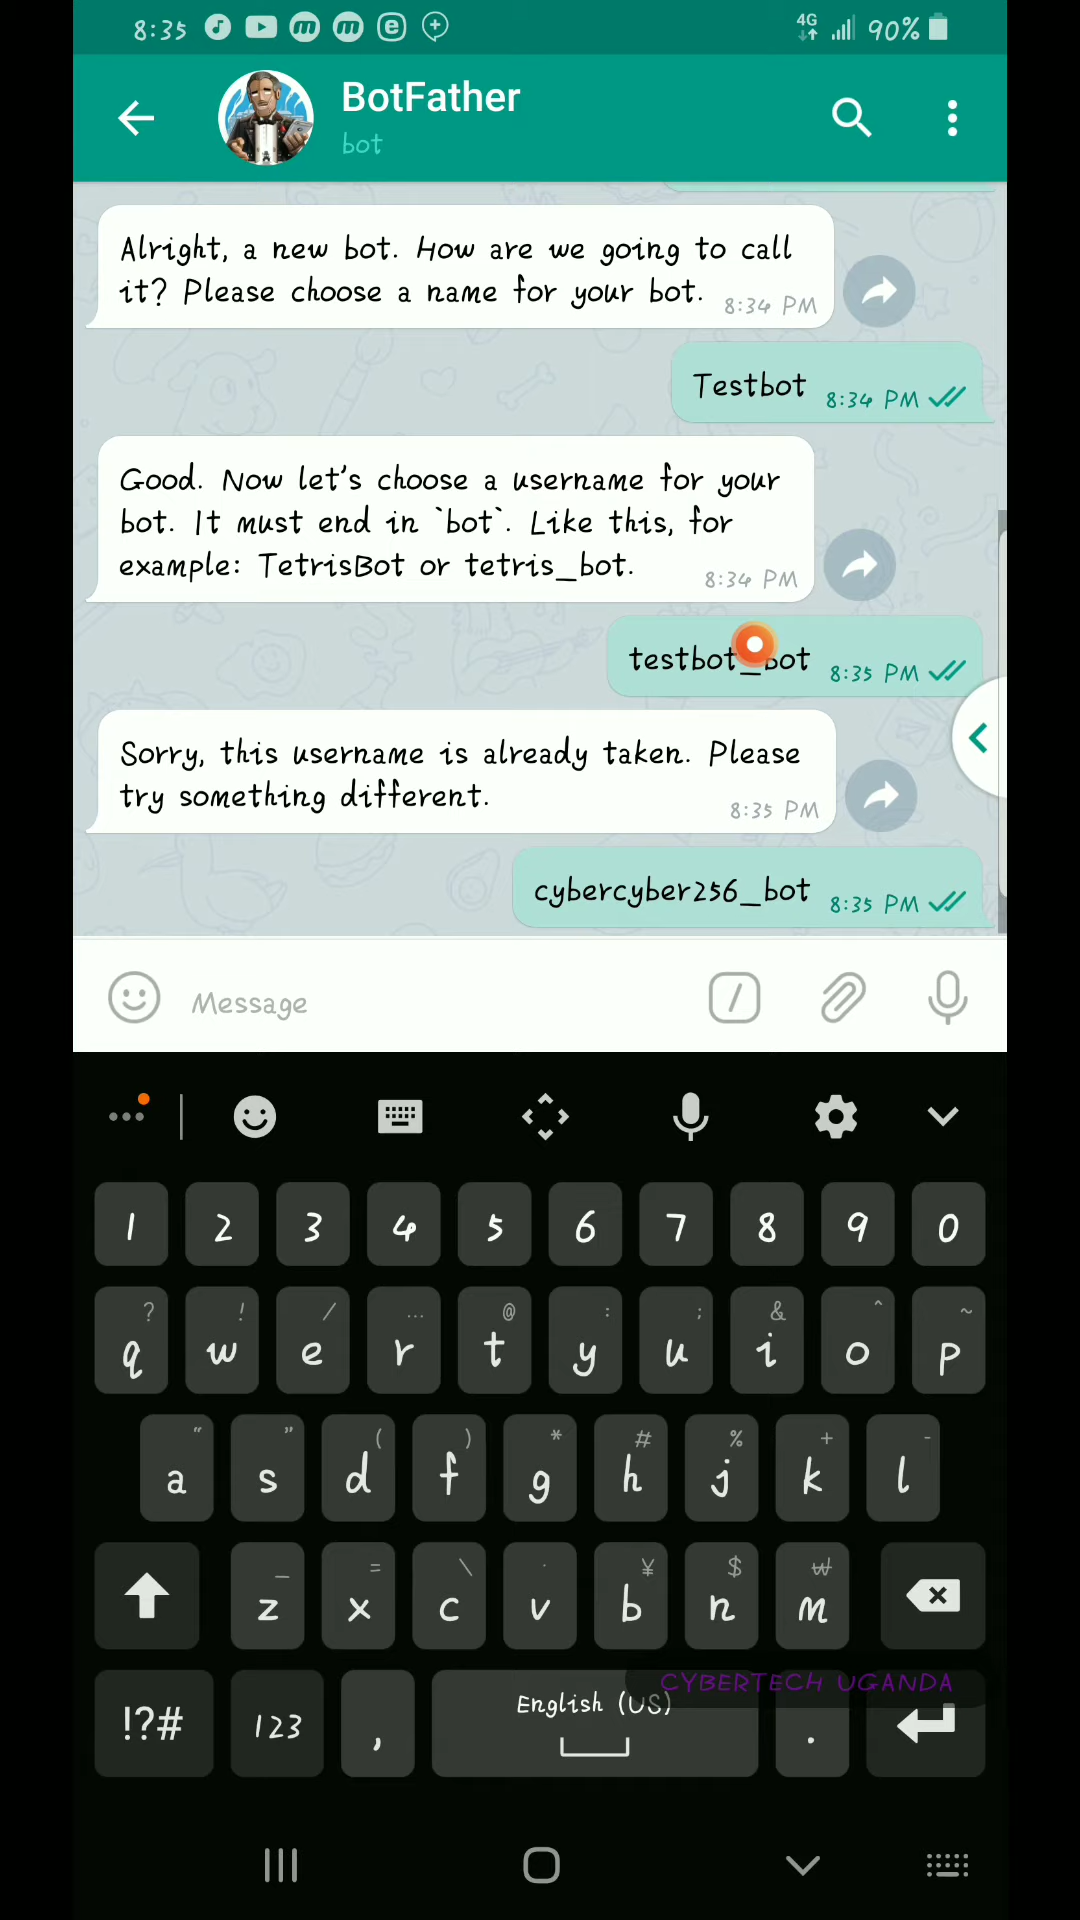 8:35
4G
90%
BotFather
bot
Alright, a new bot. How are we going to call
it? Please choose a name for your bot.
8:34 PM
Testbot
8:34 PM
Good. Now let's choose a username for your
bot. It must end in `bot`. Like this, for
example: TetrisBot or tetris_bot.
8:34 PM
testbot_bot
8:35 PM
Sorry, this username is already taken. Please
try something different.
8:35 PM
cybercyber256_bot
8:35 PM
Message
1 2 3 4 5 6 7 8 9 0
? ! / ... @ : ; & ^ ~
q w e r t y u i o p
" " ( ) * # % + -
a s d f g h j k l
_ = \ · ¥ $ ₩
z x c v b n m
CYBERTECH UGANDA
!?# 123 , English (US) .